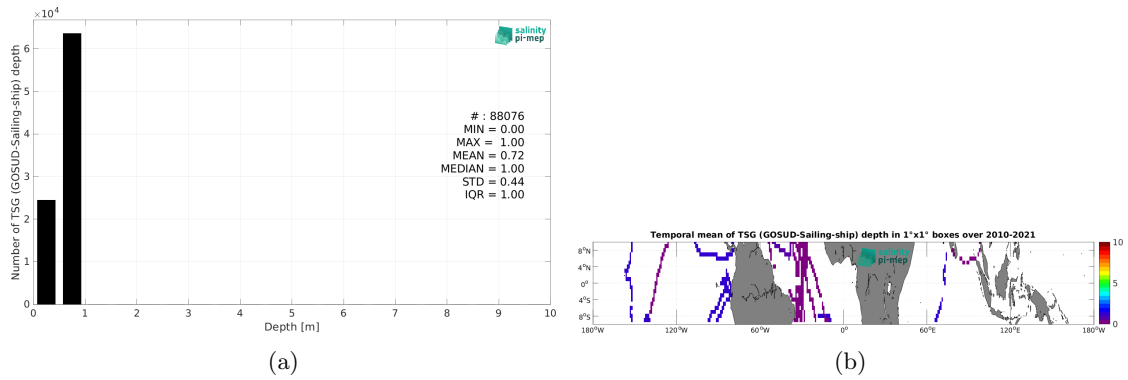 ×10⁴
6
5
4
3
2
1
0
Number of TSG (GOSUD-Sailing-ship) depth
salinity
pi-mep
# : 88076
MIN = 0.00
MAX = 1.00
MEAN = 0.72
MEDIAN = 1.00
STD = 0.44
IQR = 1.00
0 1 2 3 4 5 6 7 8 9 10
Depth [m]
(a)
Temporal mean of TSG (GOSUD-Sailing-ship) depth in 1°x1° boxes over 2010-2021
8°N
4°N
0°
4°S
8°S
salinity
pi-mep
10
5
0
180°W 120°W 60°W 0° 60°E 120°E 180°W
(b)